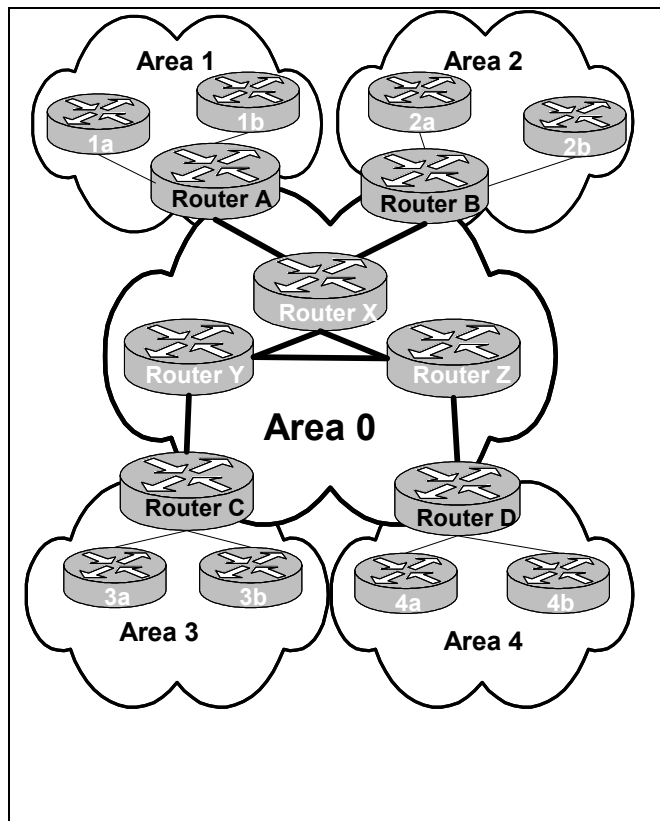 Area 1
Area 2
1a
1b
2a
2b
Router A
Router B
Router X
Router Y
Router Z
Area 0
Router C
Router D
3a
3b
4a
4b
Area 3
Area 4